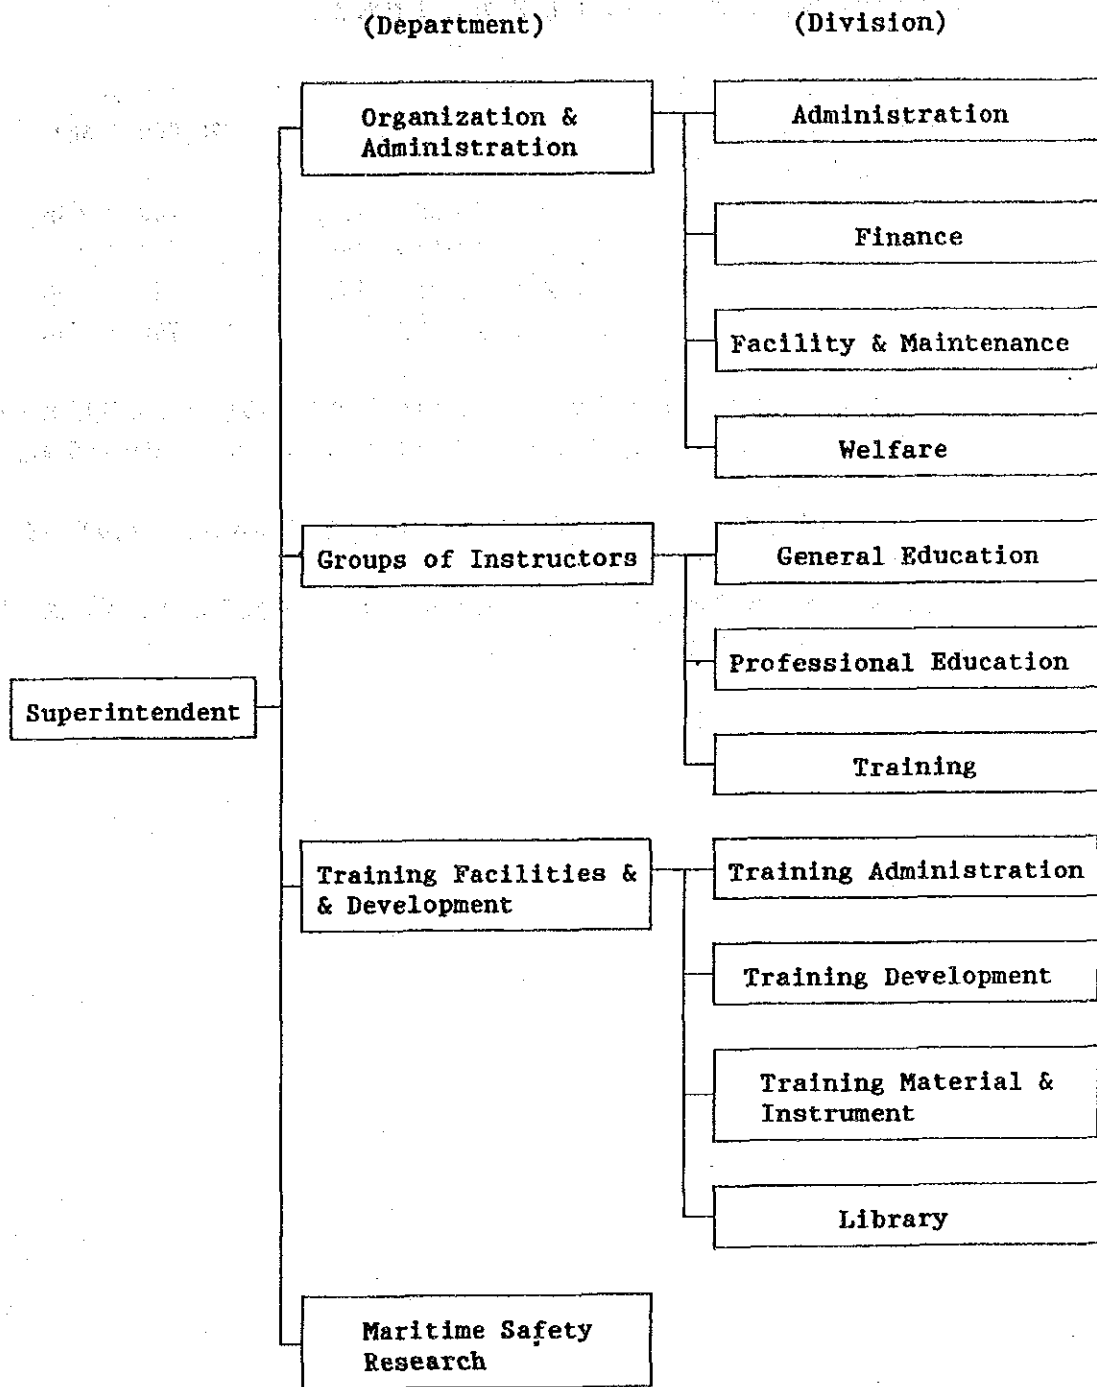 (Department) (Division)
Organization &
Administration
Administration
Finance
Facility & Maintenance
Welfare
Groups of Instructors
General Education
Professional Education
Training
Superintendent
Training Facilities &
& Development
Training Administration
Training Development
Training Material &
Instrument
Library
Maritime Safety
Research